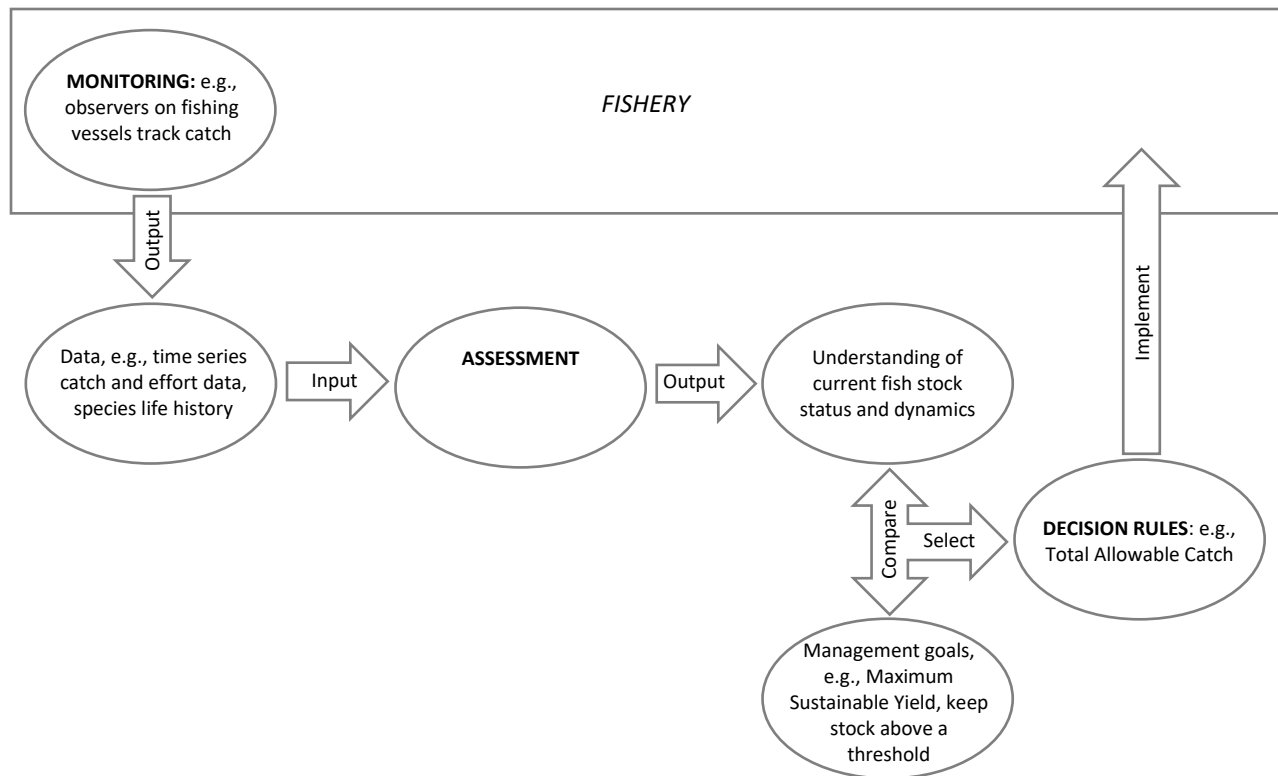 MONITORING: e.g.,
observers on fishing
vessels track catch
FISHERY
Output
Data, e.g., time series
catch and effort data,
species life history
Input
ASSESSMENT
Output
Understanding of
current fish stock
status and dynamics
Implement
Compare
Select
DECISION RULES: e.g.,
Total Allowable Catch
Management goals,
e.g., Maximum
Sustainable Yield, keep
stock above a
threshold